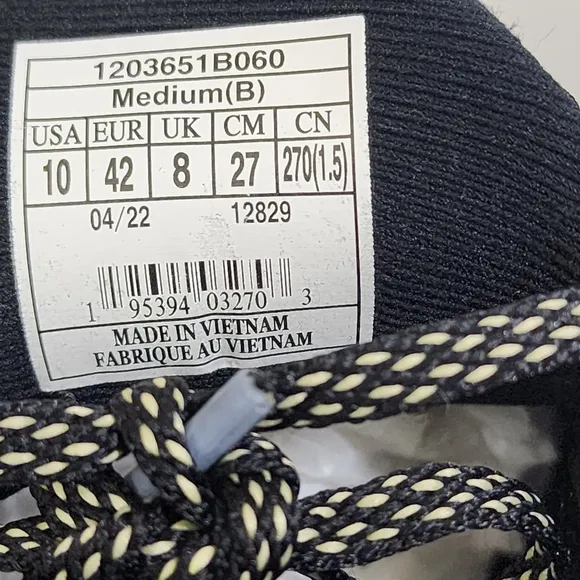 1203651B060
Medium(B)
USA EUR UK CM CN
10 42 8 27 270(1.5)
04/22 12829
1 95394 03270 3
MADE IN VIETNAM
FABRIQUE AU VIETNAM